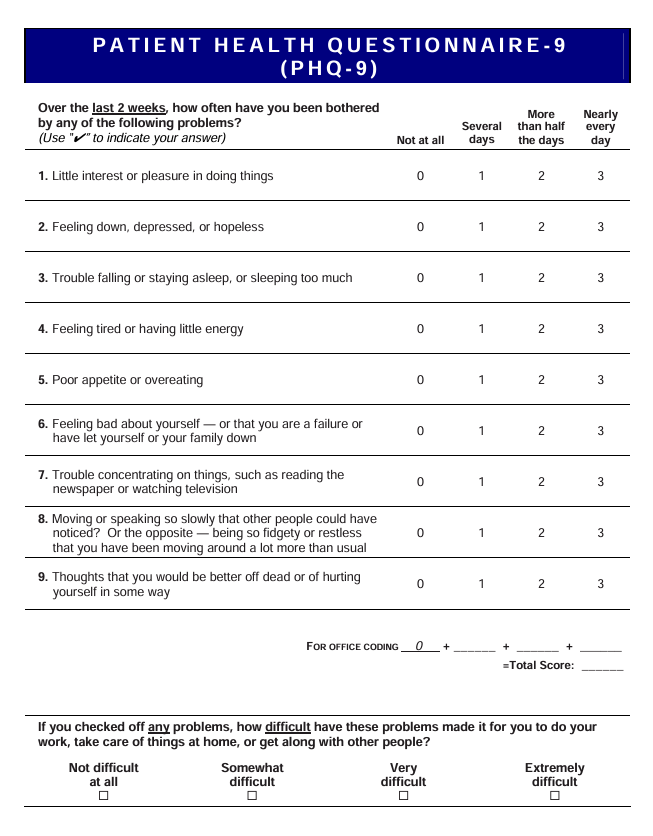 PATIENT HEALTH QUESTIONNAIRE-9
(PHQ-9)
Over the last 2 weeks, how often have you been bothered
by any of the following problems?
(Use "✔" to indicate your answer)
Not at all
Several
days
More
than half
the days
Nearly
every
day
1. Little interest or pleasure in doing things 0 1 2 3
2. Feeling down, depressed, or hopeless 0 1 2 3
3. Trouble falling or staying asleep, or sleeping too much 0 1 2 3
4. Feeling tired or having little energy 0 1 2 3
5. Poor appetite or overeating 0 1 2 3
6. Feeling bad about yourself — or that you are a failure or
have let yourself or your family down 0 1 2 3
7. Trouble concentrating on things, such as reading the
newspaper or watching television 0 1 2 3
8. Moving or speaking so slowly that other people could have
noticed? Or the opposite — being so fidgety or restless
that you have been moving around a lot more than usual 0 1 2 3
9. Thoughts that you would be better off dead or of hurting
yourself in some way 0 1 2 3
FOR OFFICE CODING __0__ + ______ + ______ + ______
=Total Score: ______
If you checked off any problems, how difficult have these problems made it for you to do your
work, take care of things at home, or get along with other people?
Not difficult
at all
☐
Somewhat
difficult
☐
Very
difficult
☐
Extremely
difficult
☐